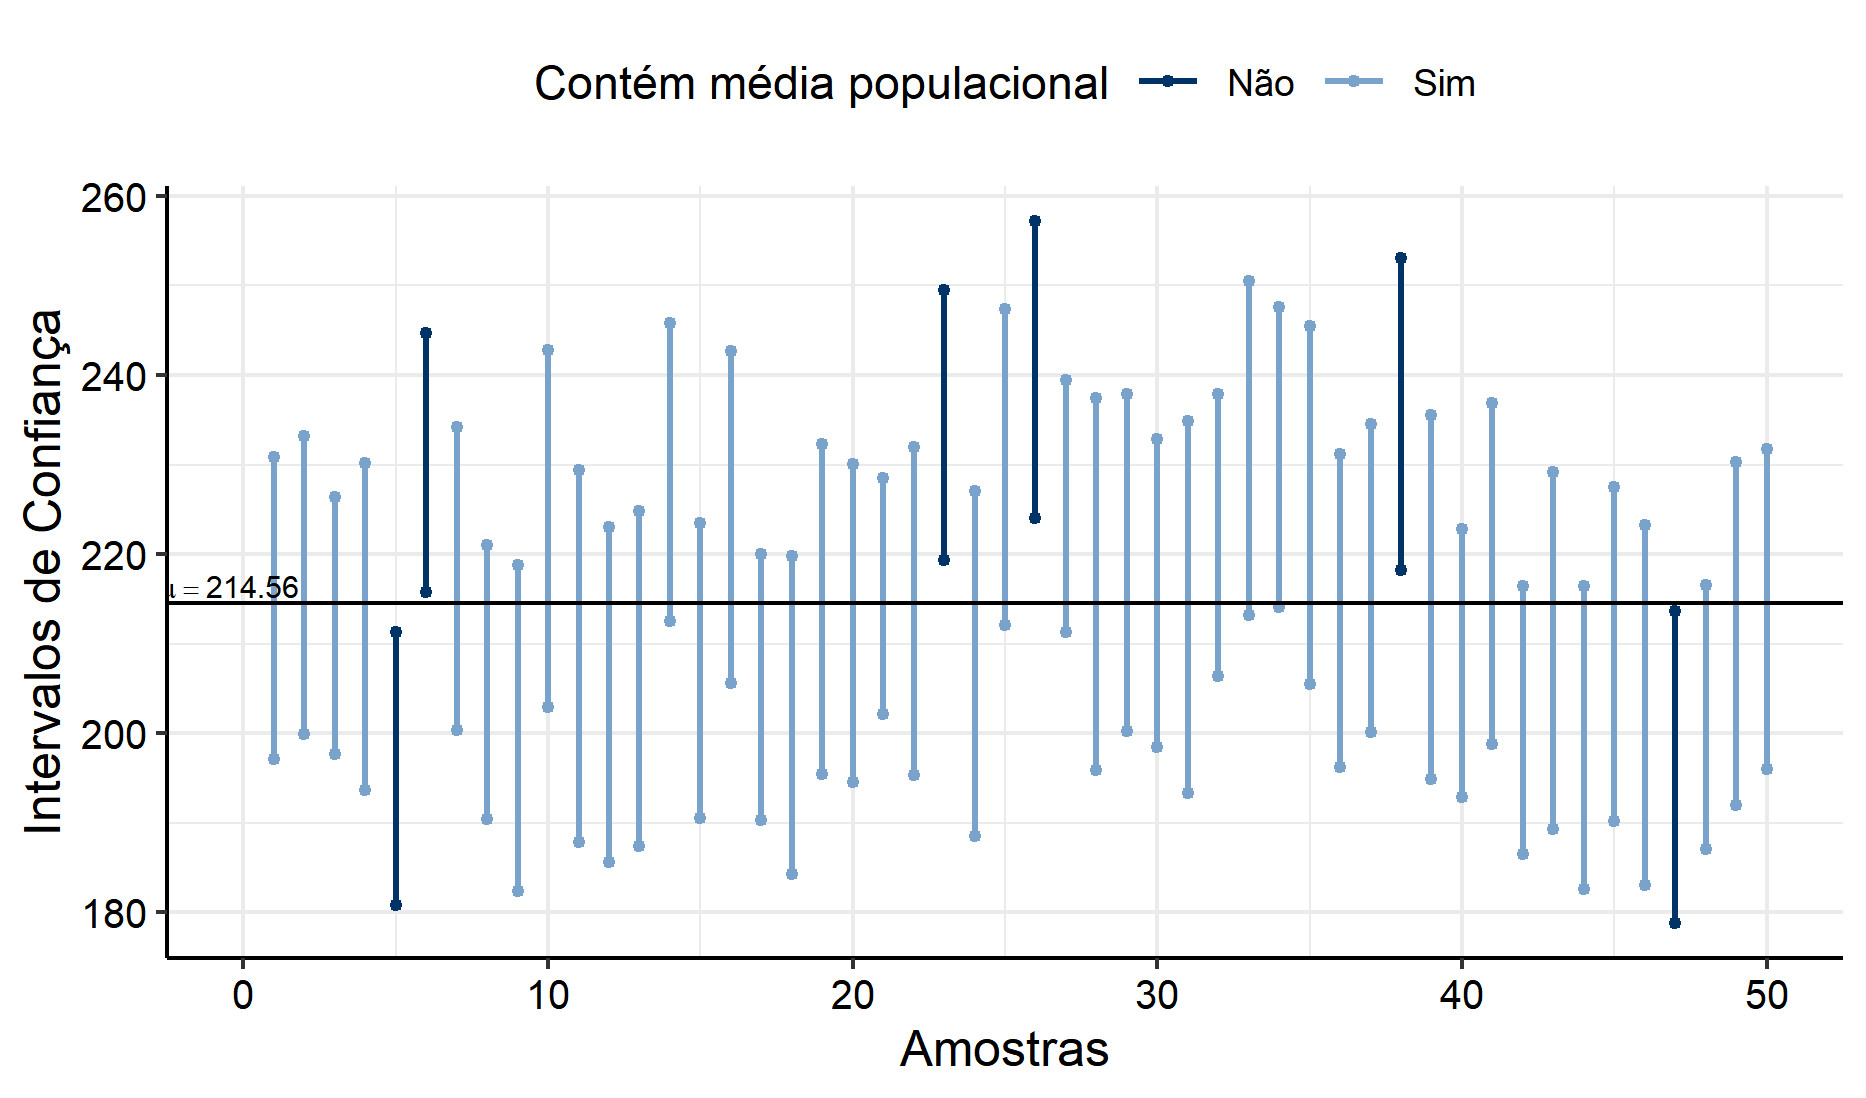 Contém média populacional Não Sim
260
240
220
200
180
Intervalos de Confiança
μ = 214.56
0 10 20 30 40 50
Amostras